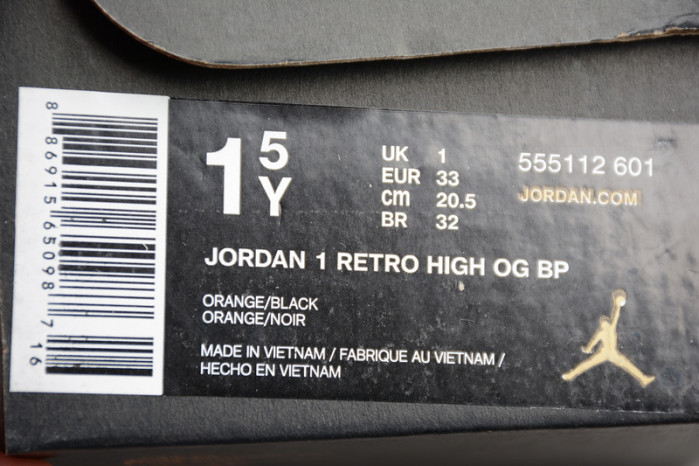 8 86915 65098 7 16
1 5Y
UK 1
EUR 33
cm 20.5
BR 32
555112 601
JORDAN.COM
JORDAN 1 RETRO HIGH OG BP
ORANGE/BLACK
ORANGE/NOIR
MADE IN VIETNAM / FABRIQUE AU VIETNAM /
HECHO EN VIETNAM